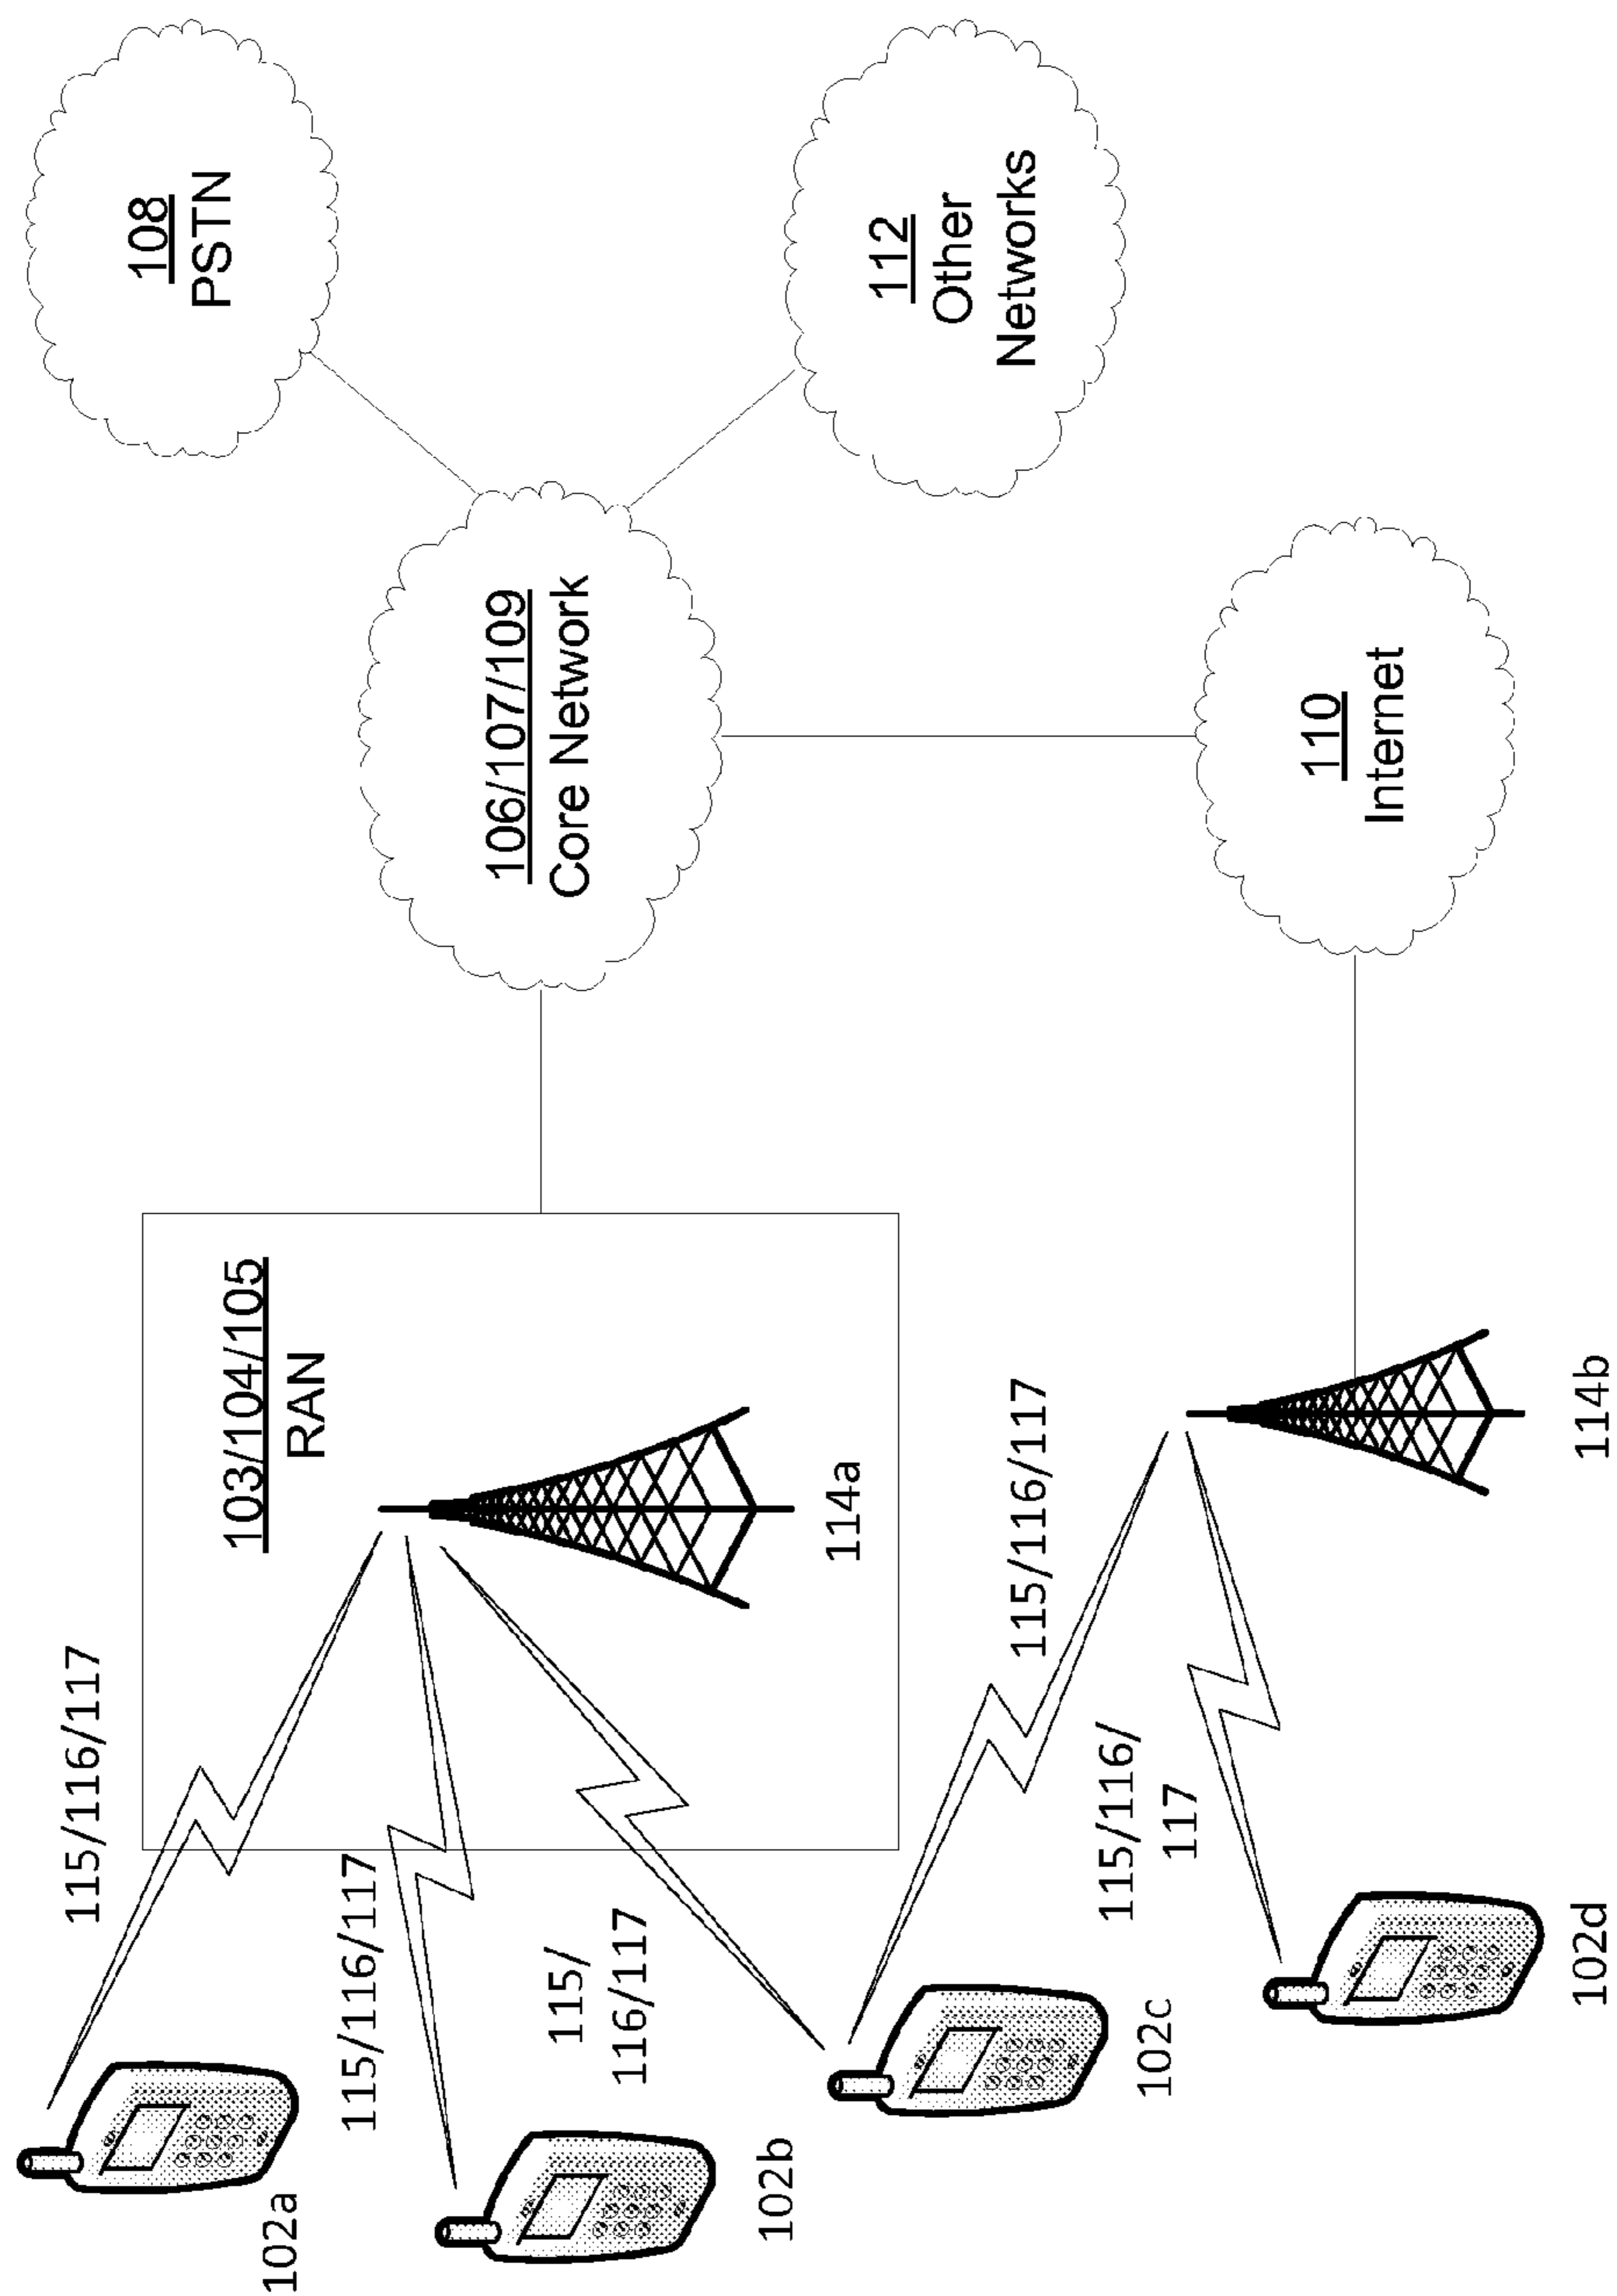 115/116/117
108
PSTN
103/104/105
RAN
102a
115/116/117
106/107/109
Core Network
115/
116/117
102b
114a
112
Other
Networks
115/116/117
102c
115/116/
117
110
Internet
102d
114b